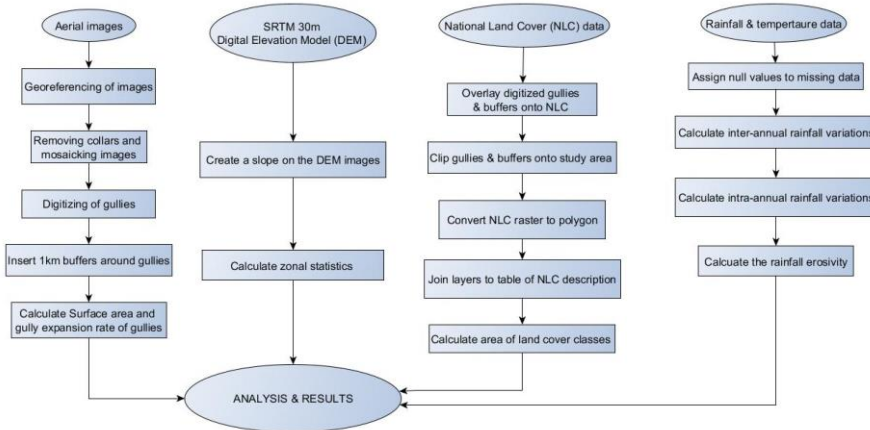 Aerial images
Georeferencing of images
Removing collars and
mosaicking images
Digitizing of gullies
Insert 1km buffers around gullies
Calculate Surface area and
gully expansion rate of gullies
SRTM 30m
Digital Elevation Model (DEM)
Create a slope on the DEM images
Calculate zonal statistics
National Land Cover (NLC) data
Overlay digitized gullies
& buffers onto NLC
Clip gullies & buffers onto study area
Convert NLC raster to polygon
Join layers to table of NLC description
Calculate area of land cover classes
Rainfall & tempertaure data
Assign null values to missing data
Calculate inter-annual rainfall variations
Calculate intra-annual rainfall variations
Calcuate the rainfall erosivity
ANALYSIS & RESULTS